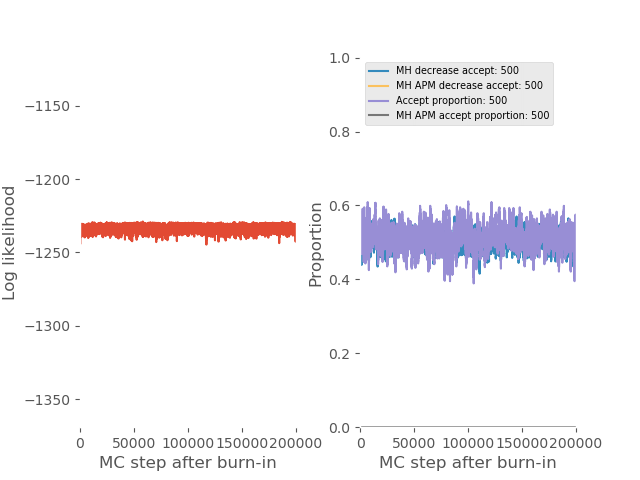 Log likelihood
−1150
−1200
−1250
−1300
−1350
0
50000
100000
150000
200000
MC step after burn-in
Proportion
1.0
0.8
0.6
0.4
0.2
0.0
MH decrease accept: 500
MH APM decrease accept: 500
Accept proportion: 500
MH APM accept proportion: 500
0
50000
100000
150000
200000
MC step after burn-in